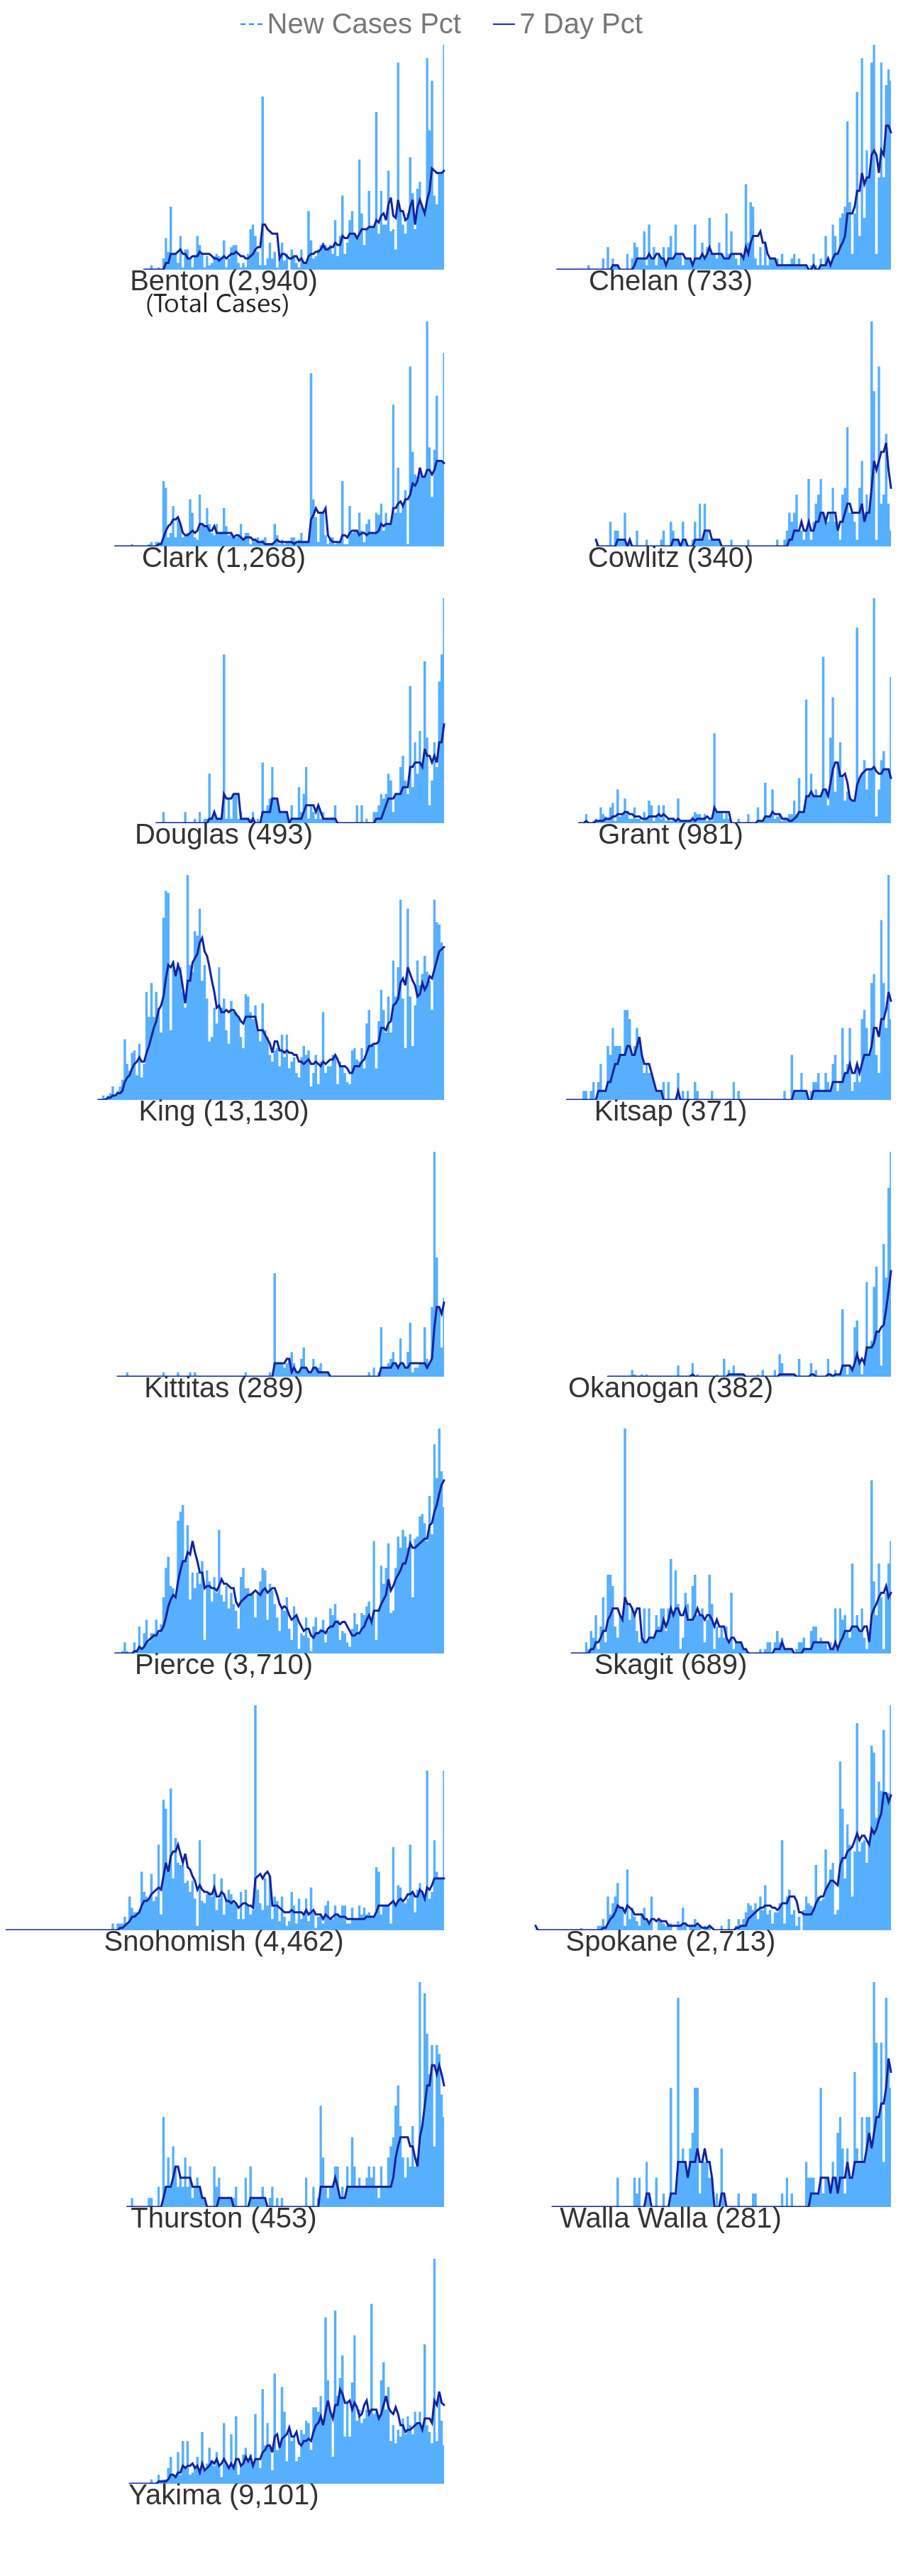 New Cases Pct 7 Day Pct
Benton (2,940) Chelan (733)
(Total Cases)
Clark (1,268) Cowlitz (340)
Douglas (493) Grant (981)
King (13,130) Kitsap (371)
Kittitas (289) Okanogan (382)
Pierce (3,710) Skagit (689)
Snohomish (4,462) Spokane (2,713)
Thurston (453) Walla Walla (281)
Yakima (9,101)